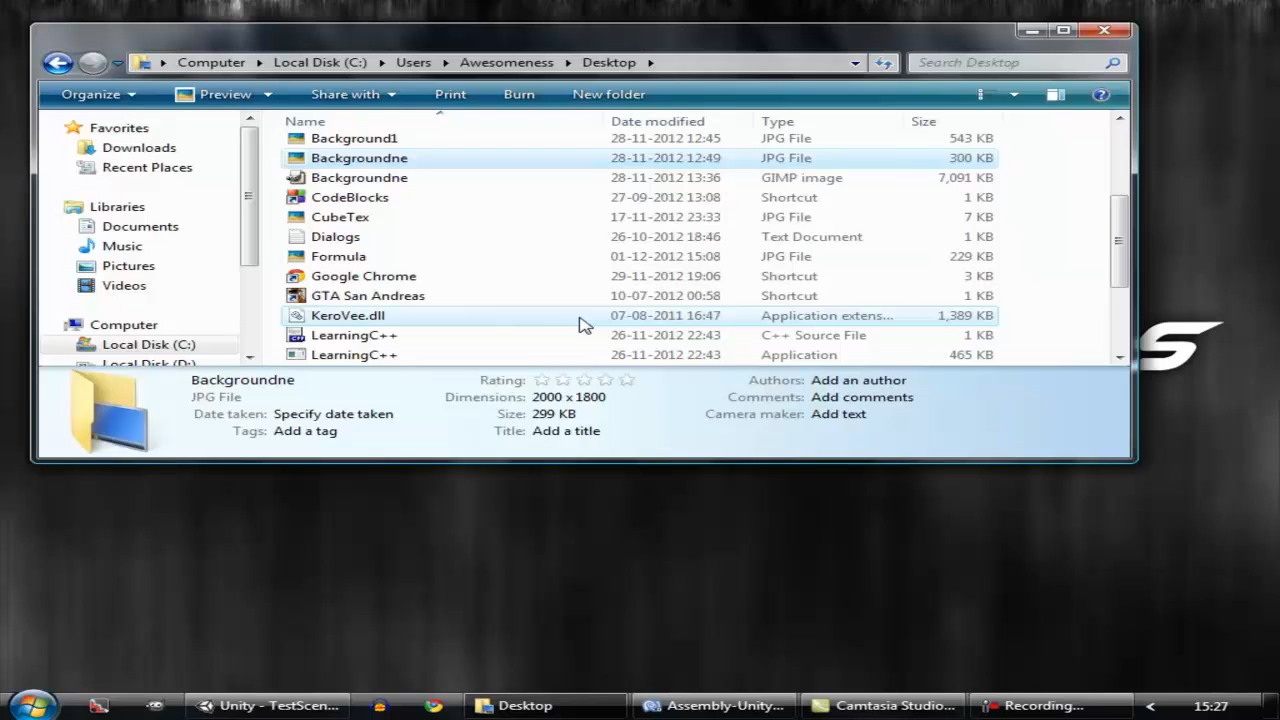 Computer Local Disk (C:) Users Awesomeness Desktop Search Desktop
Organize Preview Share with Print Burn New folder
Favorites
Downloads
Recent Places
Libraries
Documents
Music
Pictures
Videos
Computer
Local Disk (C:)
Local Disk (D:)
Name Date modified Type Size
Background1 28-11-2012 12:45 JPG File 543 KB
Backgroundne 28-11-2012 12:49 JPG File 300 KB
Backgroundne 28-11-2012 13:36 GIMP image 7,091 KB
CodeBlocks 27-09-2012 13:08 Shortcut 1 KB
CubeTex 17-11-2012 23:33 JPG File 7 KB
Dialogs 26-10-2012 18:46 Text Document 1 KB
Formula 01-12-2012 15:08 JPG File 229 KB
Google Chrome 29-11-2012 19:06 Shortcut 3 KB
GTA San Andreas 10-07-2012 00:58 Shortcut 1 KB
KeroVee.dll 07-08-2011 16:47 Application extens... 1,389 KB
LearningC++ 26-11-2012 22:43 C++ Source File 1 KB
LearningC++ 26-11-2012 22:43 Application 465 KB
Backgroundne Rating: Authors: Add an author
JPG File Dimensions: 2000 x 1800 Comments: Add comments
Date taken: Specify date taken Size: 299 KB Camera maker: Add text
Tags: Add a tag Title: Add a title
S
Unity - TestScen... Desktop Assembly-Unity... Camtasia Studio... Recording... < 15:27